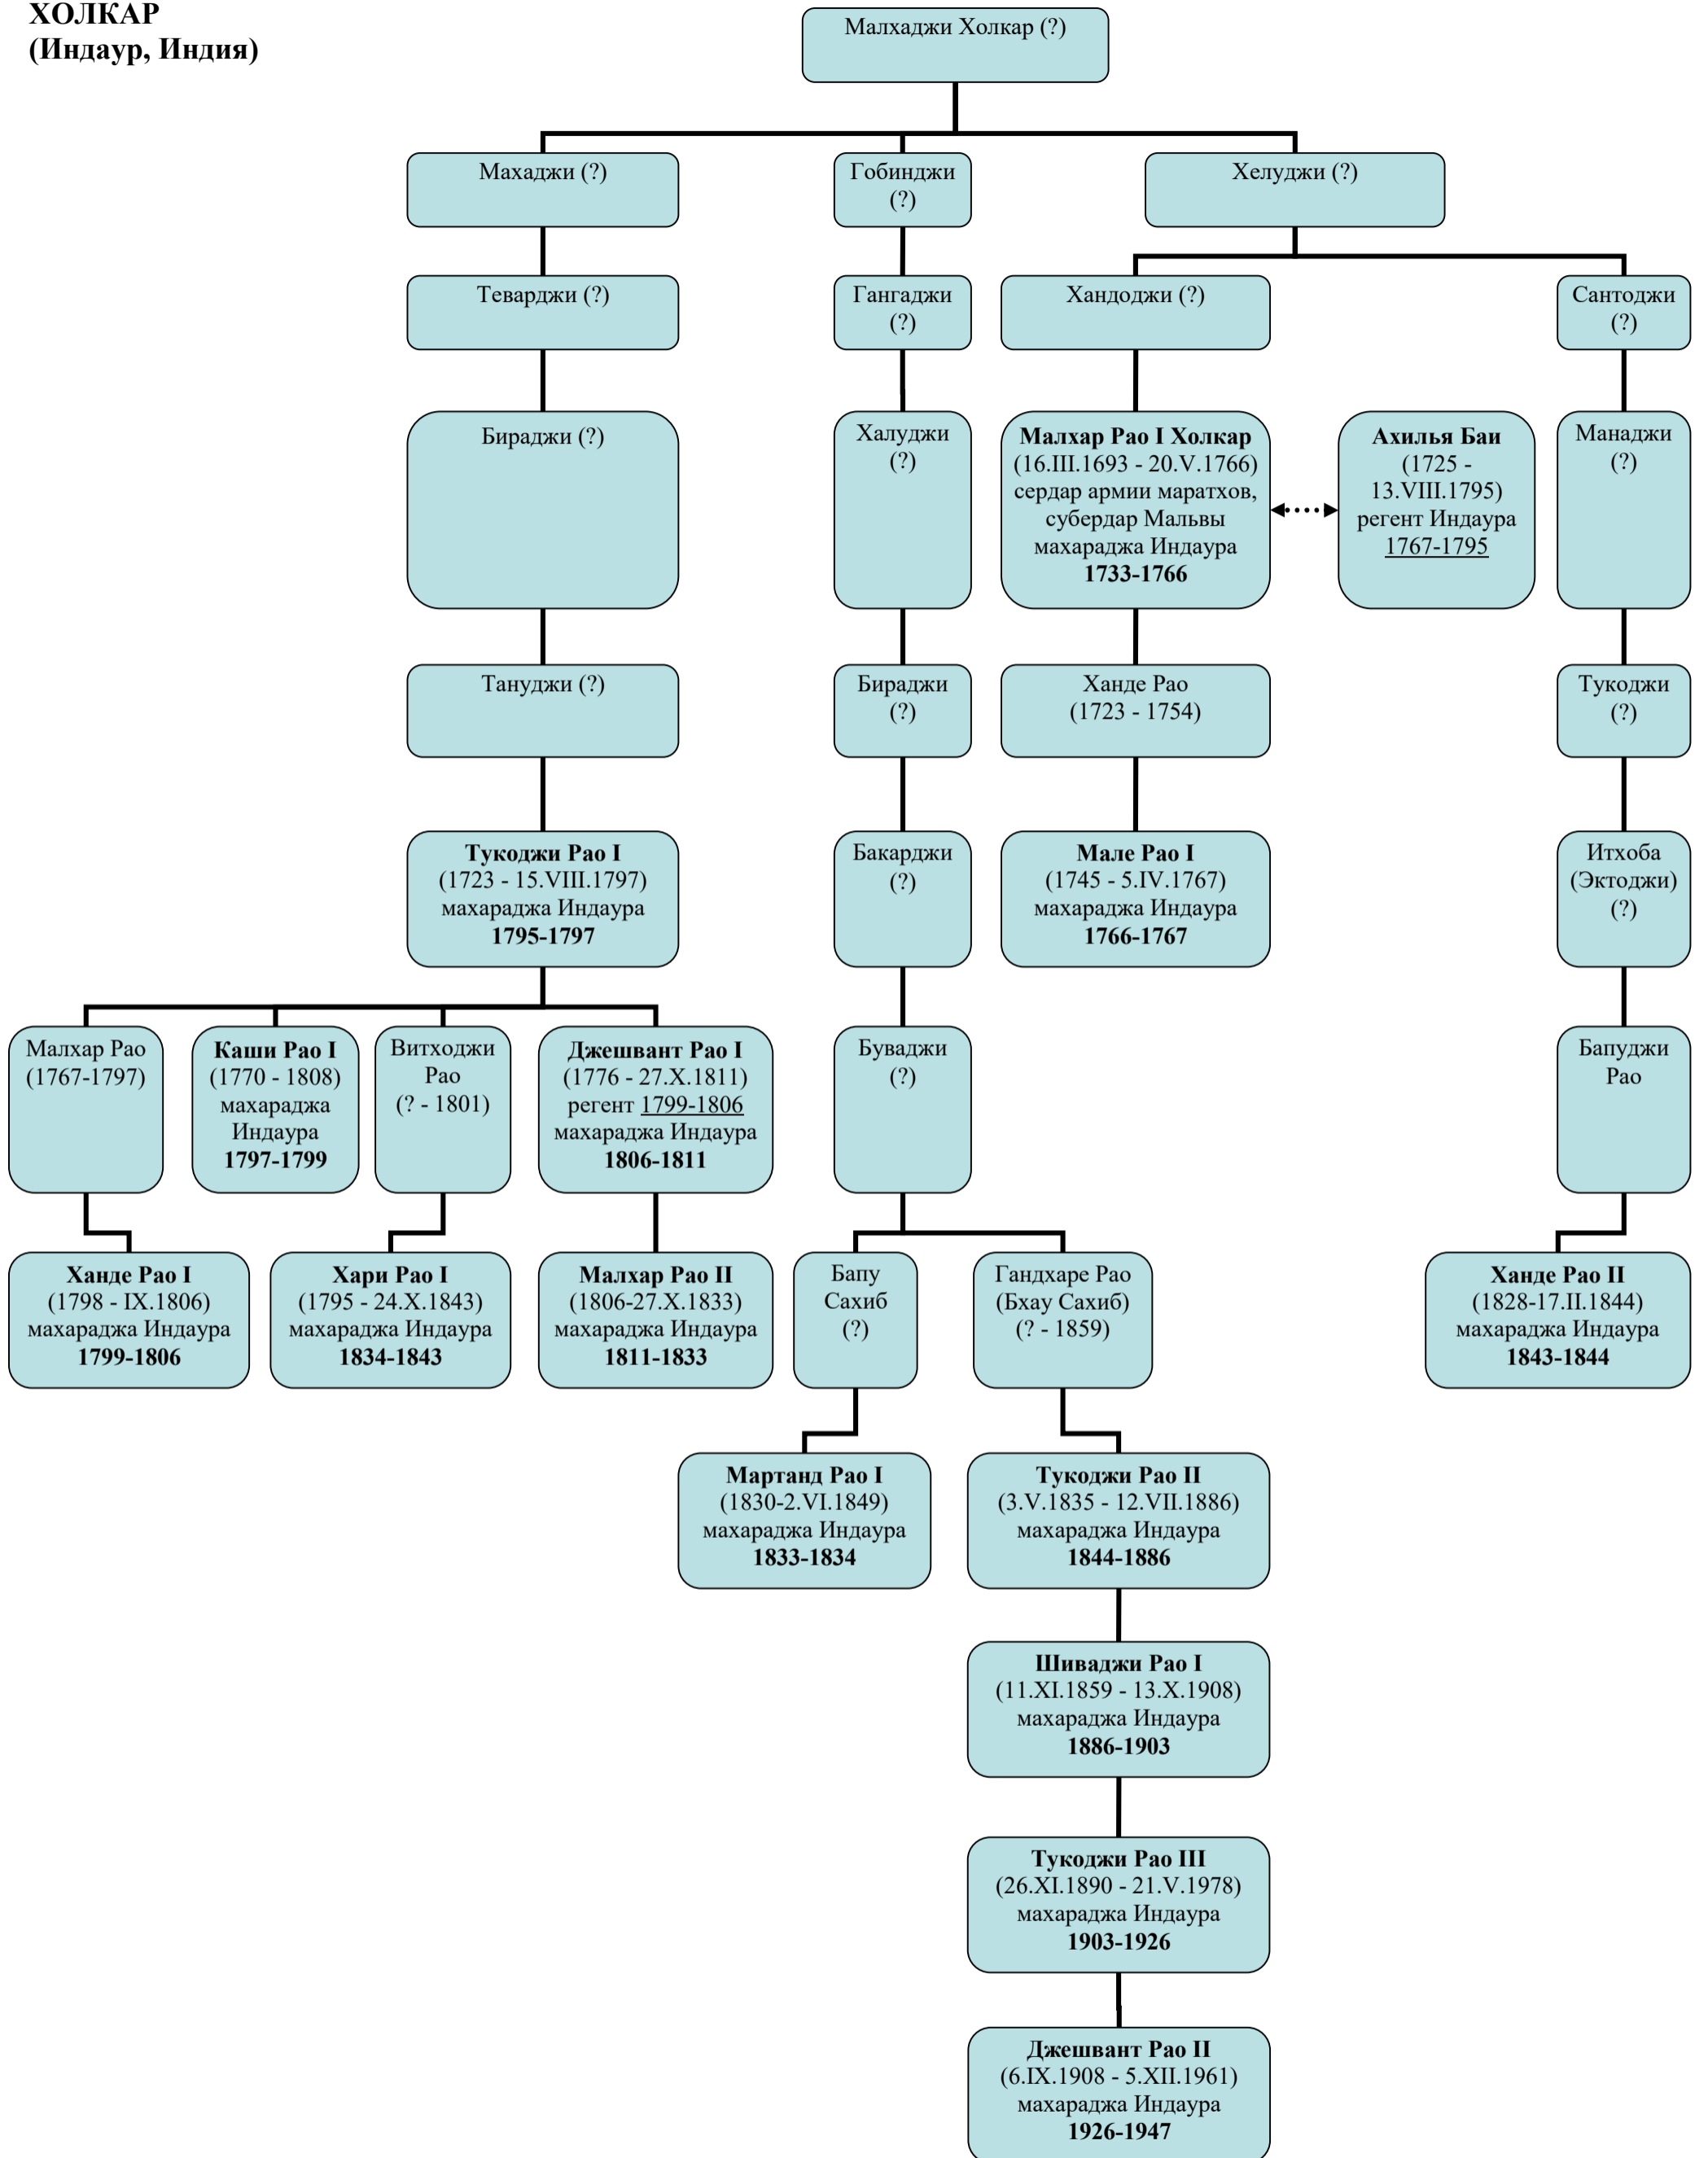 ХОЛКАР
(Индаур, Индия)
Малхаджи Холкар (?)
Махаджи (?)
Гобинджи
(?)
Хелуджи (?)
Теварджи (?)
Гангаджи
(?)
Хандоджи (?)
Сантоджи
(?)
Бираджи (?)
Халуджи
(?)
Малхар Рао I Холкар
(16.III.1693 - 20.V.1766)
сердар армии маратхов,
субердар Мальвы
махараджа Индаура
1733-1766
Ахилья Баи
(1725 -
13.VIII.1795)
регент Индаура
1767-1795
Манаджи
(?)
Тануджи (?)
Бираджи
(?)
Ханде Рао
(1723 - 1754)
Тукоджи
(?)
Тукоджи Рао I
(1723 - 15.VIII.1797)
махараджа Индаура
1795-1797
Бакарджи
(?)
Мале Рао I
(1745 - 5.IV.1767)
махараджа Индаура
1766-1767
Итхоба
(Эктоджи)
(?)
Малхар Рао
(1767-1797)
Каши Рао I
(1770 - 1808)
махараджа
Индаура
1797-1799
Витходжи
Рао
(? - 1801)
Джешвант Рао I
(1776 - 27.X.1811)
регент 1799-1806
махараджа Индаура
1806-1811
Буваджи
(?)
Бапуджи
Рао
Ханде Рао I
(1798 - IX.1806)
махараджа Индаура
1799-1806
Хари Рао I
(1795 - 24.X.1843)
махараджа Индаура
1834-1843
Малхар Рао II
(1806-27.X.1833)
махараджа Индаура
1811-1833
Бапу
Сахиб
(?)
Гандхаре Рао
(Бхау Сахиб)
(? - 1859)
Ханде Рао II
(1828-17.II.1844)
махараджа Индаура
1843-1844
Мартанд Рао I
(1830-2.VI.1849)
махараджа Индаура
1833-1834
Тукоджи Рао II
(3.V.1835 - 12.VII.1886)
махараджа Индаура
1844-1886
Шиваджи Рао I
(11.XI.1859 - 13.X.1908)
махараджа Индаура
1886-1903
Тукоджи Рао III
(26.XI.1890 - 21.V.1978)
махараджа Индаура
1903-1926
Джешвант Рао II
(6.IX.1908 - 5.XII.1961)
махараджа Индаура
1926-1947